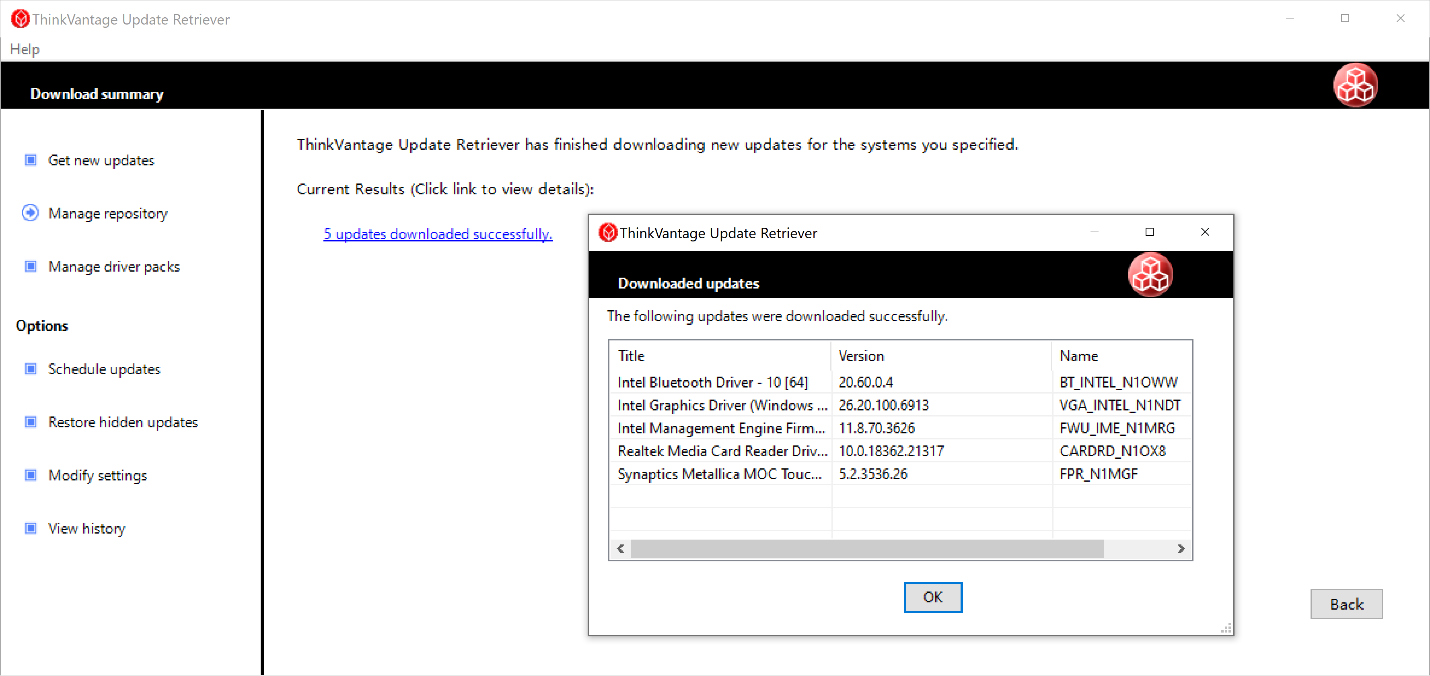 ThinkVantage Update Retriever
Help
Download summary
Get new updates
Manage repository
Manage driver packs
Options
Schedule updates
Restore hidden updates
Modify settings
View history
ThinkVantage Update Retriever has finished downloading new updates for the systems you specified.
Current Results (Click link to view details):
5 updates downloaded successfully.
ThinkVantage Update Retriever
Downloaded updates
The following updates were downloaded successfully.
Title Version Name
Intel Bluetooth Driver - 10 [64] 20.60.0.4 BT_INTEL_N1OWW
Intel Graphics Driver (Windows ... 26.20.100.6913 VGA_INTEL_N1NDT
Intel Management Engine Firm... 11.8.70.3626 FWU_IME_N1MRG
Realtek Media Card Reader Driv... 10.0.18362.21317 CARDRD_N1OX8
Synaptics Metallica MOC Touc... 5.2.3536.26 FPR_N1MGF
OK
Back